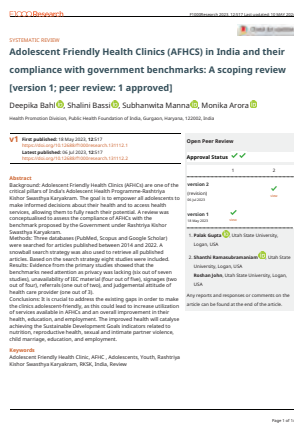 F1000Research
F1000Research 2023, 12:517 Last updated:
SYSTEMATIC REVIEW
Adolescent Friendly Health Clinics (AFHCS) in India and their
compliance with government benchmarks: A scoping review
[version 1; peer review: 1 approved]
Deepika Bahl, Shalini Bassi, Subhanwita Manna, Monika Arora
Health Promotion Division, Public Health Foundation of India, Gurgaon, Haryana, 122002, India
v1
First published: 18 May 2023, 12:517
Latest published: 06 Jul 2023, 12:517
Abstract
Background: Adolescent Friendly Health Clinics (AFHCS) are one of the
critical pillars of India's Adolescent Health Programme-Rashtriya
Kishor Swasthya Karyakram. The goal is to empower all adolescents to
make informed decisions about their health and to access health
services, allowing them to fully reach their potential. A review was
conceptualised to assess the compliance of AFHCS with the
benchmarks proposed by the Government under Rashtriya Kishor
Swasthya Karyakram
Methods: Three databases (PubMed, Scopus and Google Scholar)
were searched for articles published between 2014 and 2022. A
snowball search strategy was also used to retrieve all published
articles. Based on the search strategy eight studies were included.
Results: Evidence from the primary studies showed that the
benchmarks need attention as privacy was lacking (six out of seven
studies), unavailability of IEC material (four out of five), signages (two
out of four), referrals (one out of two), and judgemental attitude of
health care provider (one out of 3).
Conclusions: It is crucial to address the existing gaps in order to make
the clinics adolescent-friendly, as this could lead to increase utilization
of services available in AFHCS and an overall improvement in their
health, education, and employment. The improved health will catalyse
achieving the Sustainable Development Goals indicators related to
nutrition, reproductive health, sexual and intimate partner violence,
child marriage, education, and employment.
Keywords
Adolescent Friendly Health Clinic, AFHC , Adolescents, Youth, Rashtriya
Kishor Swasthya Karyakram, RKSK, India, Review
Open Peer Review
Approval Status
1 2
version 2
(revision)
06 Jul 2023
version 1
18 May 2023
1. Palak Gupta, Utah State University,
Logan, USA
2. Shanthi Ramasubramanian, Utah State
University, USA
Roshan John, Utah State University,
Logan, USA
Any reports and responses or comments on the
article can be found at the end of the article.
Page 1 of